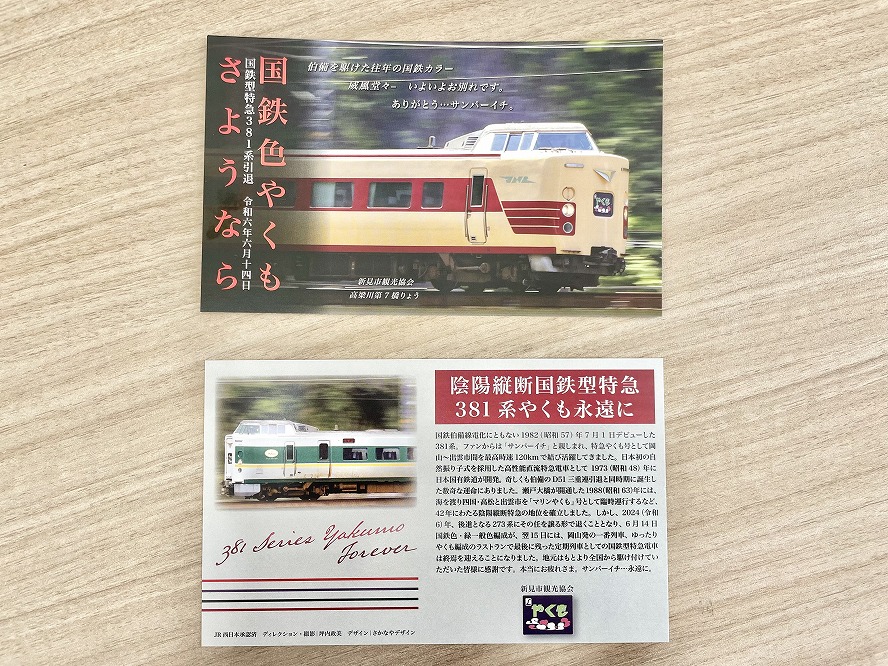 国鉄色やくも
さようなら
国鉄型特急381系引退 令和六年六月十四日
伯備を駆けた往年の国鉄カラー
威風堂々– いよいよお別れです。
ありがとう…サンパーイチ。
やくも
新見市観光協会
高梁川第7橋りょう
陰陽縦断国鉄型特急
381系やくも永遠に
国鉄伯備線電化にともない1982(昭和57)年7月1日デビューした
381系。ファンからは「サンパーイチ」と親しまれ、特急やくも号として岡
山~出雲市間を最高時速120kmで結び活躍してきました。日本初の自
然振り子式を採用した高性能直流特急電車として1973(昭和48)年に
日本国有鉄道が開発。奇しくも伯備のD51三重連引退と同時期に誕生し
た数奇な運命にありました。瀬戸大橋が開通した1988(昭和63)年には、
海を渡り四国・高松と出雲市を「マリンやくも」号として臨時運行するなど、
42年にわたる陰陽縦断特急の地位を確立しました。しかし、2024(令和
6)年、後進となる273系にその任を譲る形で退くこととなり、6月14日
国鉄色・緑一般色編成が、翌15日には、岡山発の一番列車、ゆったり
やくも編成のラストランで最後に残った定期列車としての国鉄型特急電車
は終焉を迎えることになりました。地元はもとより全国から駆け付けていた
だいた皆様に感謝です。本当にお疲れさま。サンパーイチ…永遠に。
381 Series Yakumo
Forever
新見市観光協会
やくも
JR西日本承認済 ディレクション・撮影|坪内政美 デザイン|さかなやデザイン